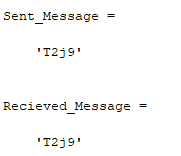 Sent_Message =
'T2j9'
Recieved_Message =
'T2j9'